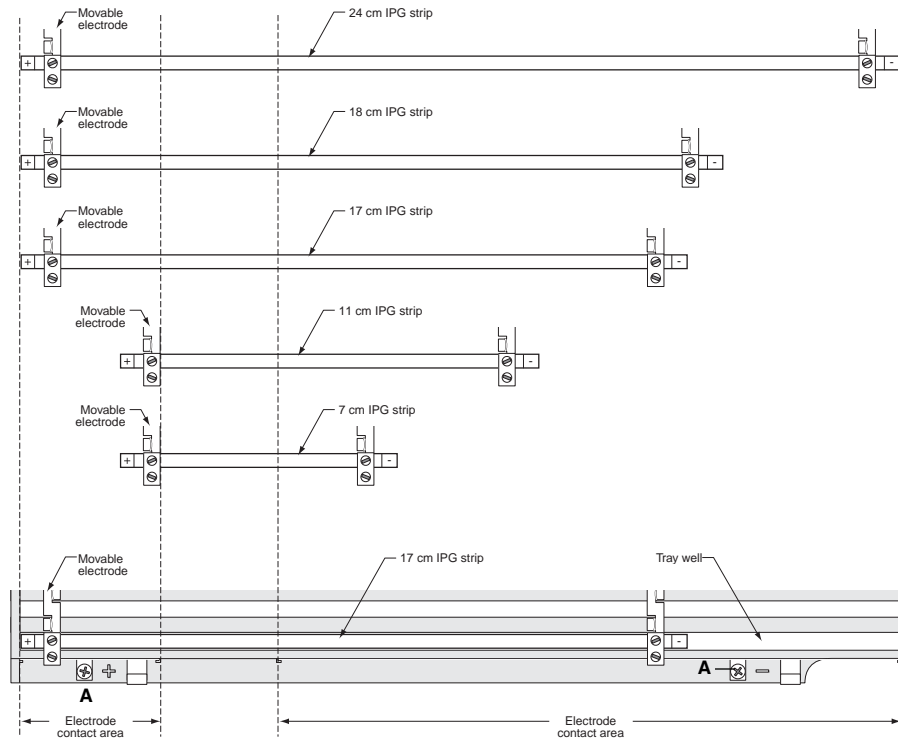 Movable
electrode
24 cm IPG strip
+
-
Movable
electrode
18 cm IPG strip
+
-
Movable
electrode
17 cm IPG strip
+
-
Movable
electrode
11 cm IPG strip
+
-
Movable
electrode
7 cm IPG strip
+
-
Movable
electrode
17 cm IPG strip
Tray well
+
-
+
A
A
-
Electrode
contact area
Electrode
contact area